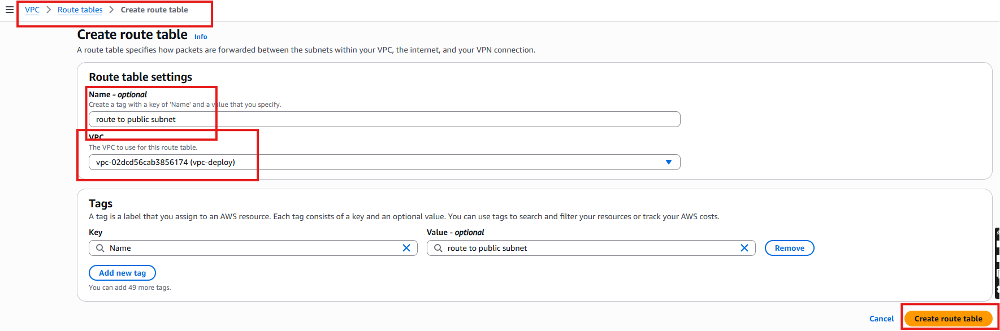 VPC > Route tables > Create route table
Create route table Info
A route table specifies how packets are forwarded between the subnets within your VPC, the internet, and your VPN connection.
Route table settings
Name - optional
Create a tag with a key of 'Name' and a value that you specify.
route to public subnet
VPC
The VPC to use for this route table.
vpc-02dcd56cab3856174 (vpc-deploy)
Tags
A tag is a label that you assign to an AWS resource. Each tag consists of a key and an optional value. You can use tags to search and filter your resources or track your AWS costs.
Key Value - optional
Name route to public subnet Remove
Add new tag
You can add 49 more tags.
Cancel Create route table